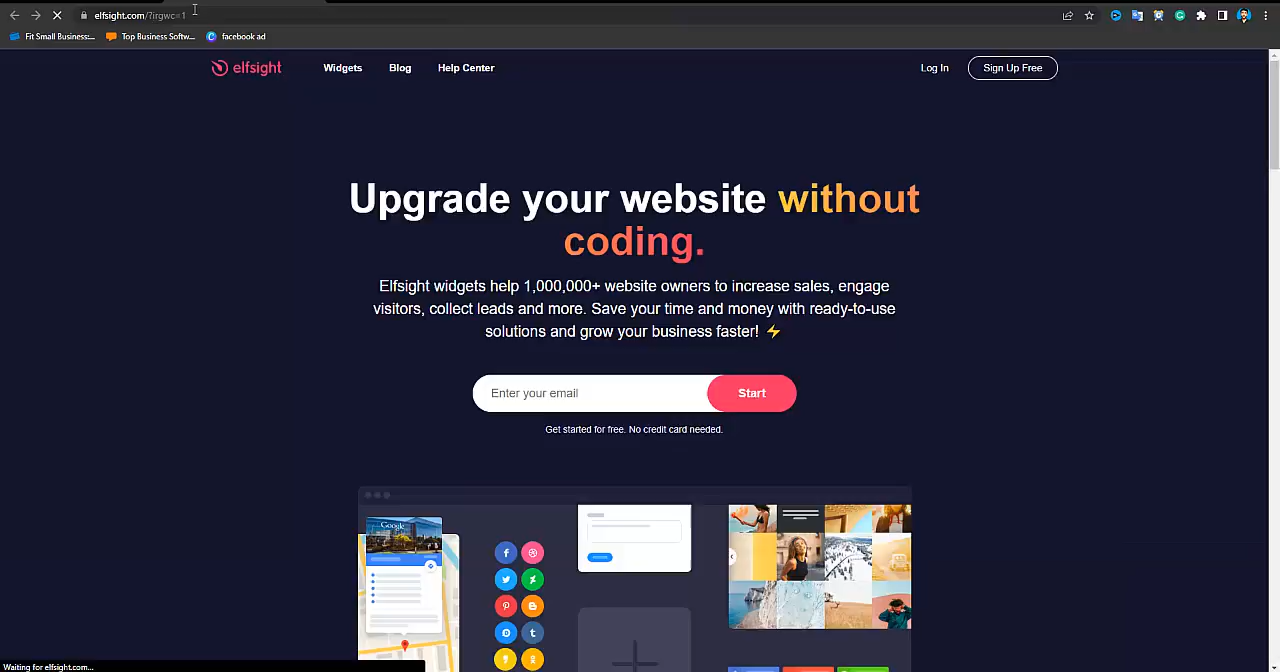 elfsight.com/?irgwc=1
Fit Small Business:... Top Business Softw... facebook ad
elfsight Widgets Blog Help Center Log In Sign Up Free
Upgrade your website without
coding.
Elfsight widgets help 1,000,000+ website owners to increase sales, engage
visitors, collect leads and more. Save your time and money with ready-to-use
solutions and grow your business faster! ⚡
Enter your email Start
Get started for free. No credit card needed.
Google
Waiting for elfsight.com...